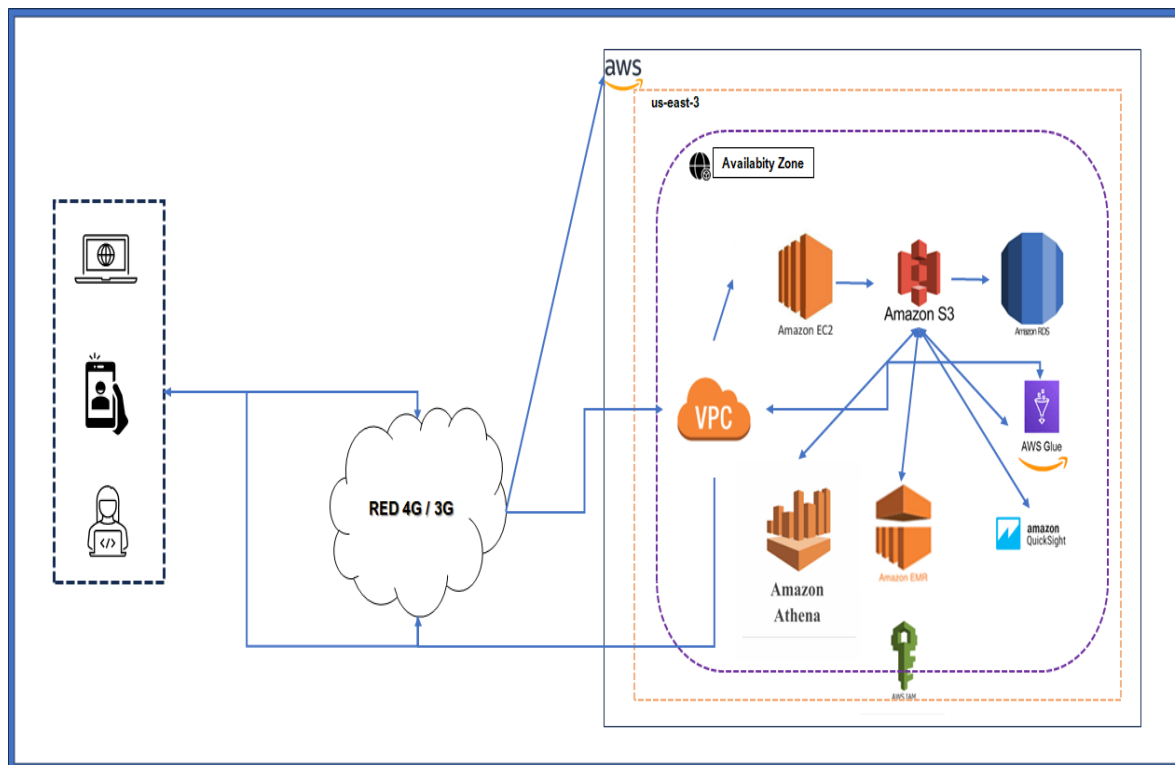 aws
us-east-3
Availabity Zone
Amazon EC2
Amazon S3
Amazon RDS
VPC
AWS Glue
RED 4G / 3G
</>
amazon
QuickSight
Amazon EMR
Amazon
Athena
AWS IAM